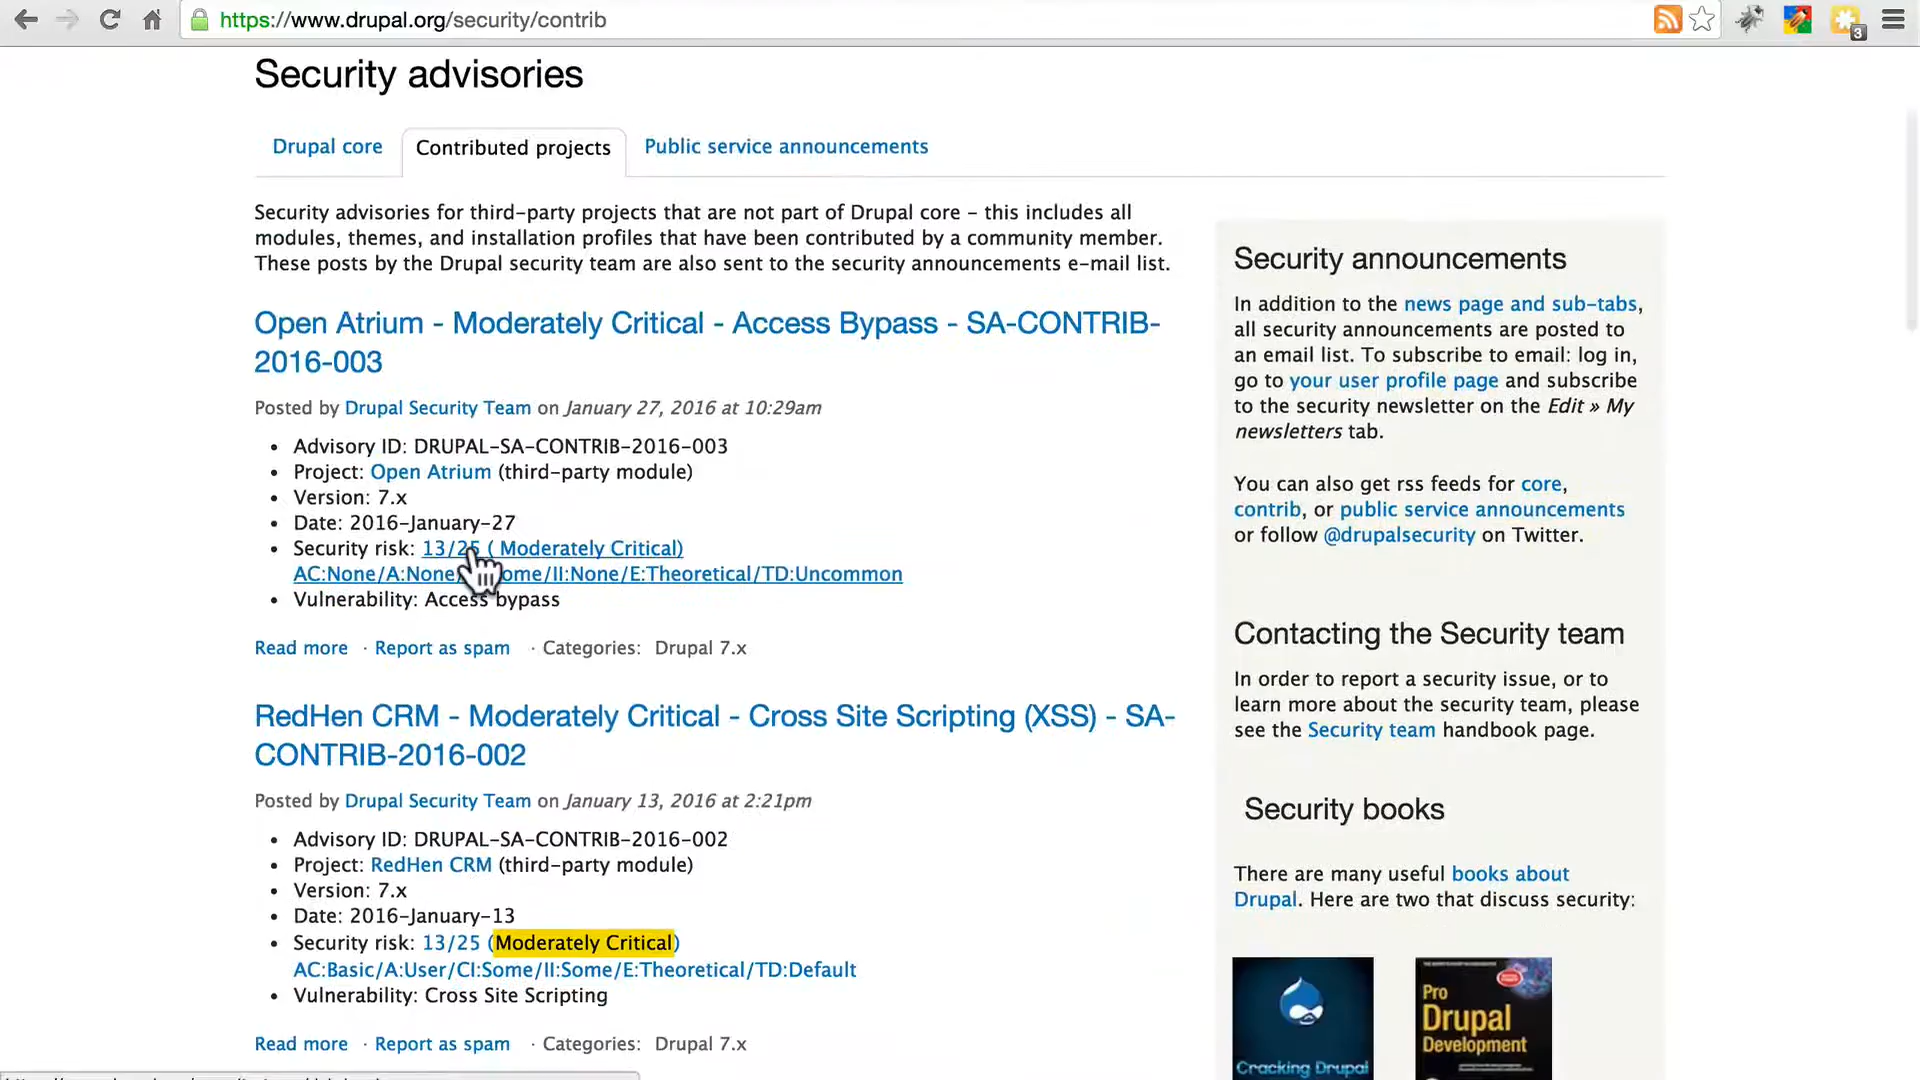 https://www.drupal.org/security/contrib
3
Security advisories
Drupal core
Contributed projects
Public service announcements
Security advisories for third-party projects that are not part of Drupal core – this includes all
modules, themes, and installation profiles that have been contributed by a community member.
These posts by the Drupal security team are also sent to the security announcements e-mail list.
Open Atrium - Moderately Critical - Access Bypass - SA-CONTRIB-
2016-003
Posted by Drupal Security Team on January 27, 2016 at 10:29am
• Advisory ID: DRUPAL-SA-CONTRIB-2016-003
• Project: Open Atrium (third-party module)
• Version: 7.x
• Date: 2016-January-27
• Security risk: 13/25 ( Moderately Critical)
AC:None/A:None/ ome/II:None/E:Theoretical/TD:Uncommon
• Vulnerability: Access bypass
Read more · Report as spam · Categories: Drupal 7.x
RedHen CRM - Moderately Critical - Cross Site Scripting (XSS) - SA-
CONTRIB-2016-002
Posted by Drupal Security Team on January 13, 2016 at 2:21pm
• Advisory ID: DRUPAL-SA-CONTRIB-2016-002
• Project: RedHen CRM (third-party module)
• Version: 7.x
• Date: 2016-January-13
• Security risk: 13/25 (Moderately Critical)
AC:Basic/A:User/CI:Some/II:Some/E:Theoretical/TD:Default
• Vulnerability: Cross Site Scripting
Read more · Report as spam · Categories: Drupal 7.x
Security announcements
In addition to the news page and sub-tabs,
all security announcements are posted to
an email list. To subscribe to email: log in,
go to your user profile page and subscribe
to the security newsletter on the Edit » My
newsletters tab.
You can also get rss feeds for core,
contrib, or public service announcements
or follow @drupalsecurity on Twitter.
Contacting the Security team
In order to report a security issue, or to
learn more about the security team, please
see the Security team handbook page.
Security books
There are many useful books about
Drupal. Here are two that discuss security:
Cracking Drupal
Pro
Drupal
Development